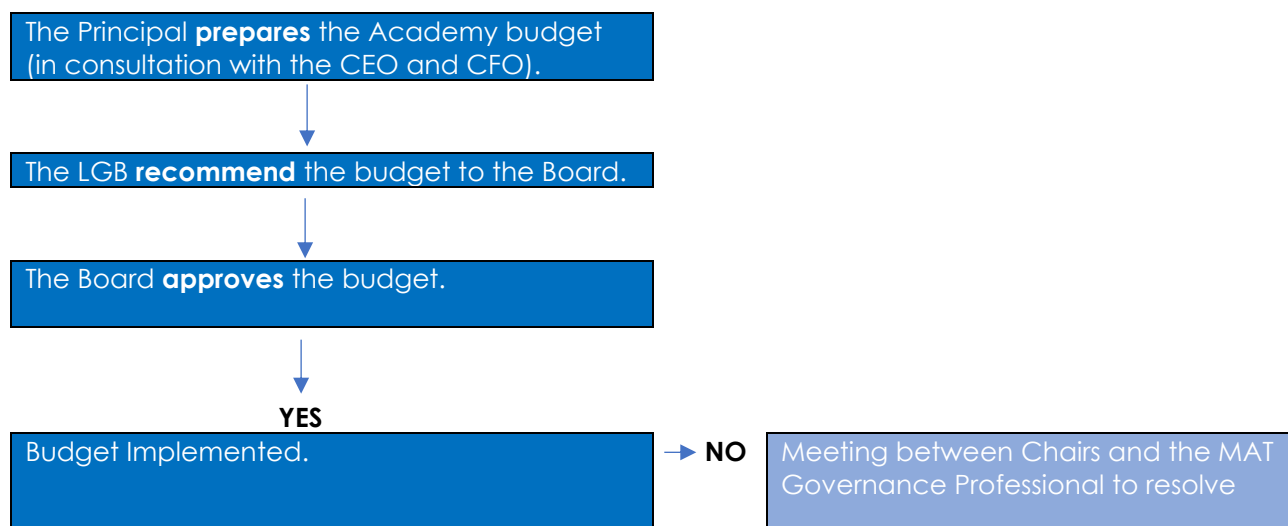 The Principal prepares the Academy budget
(in consultation with the CEO and CFO).
The LGB recommend the budget to the Board.
The Board approves the budget.
YES
Budget Implemented.
NO
Meeting between Chairs and the MAT
Governance Professional to resolve